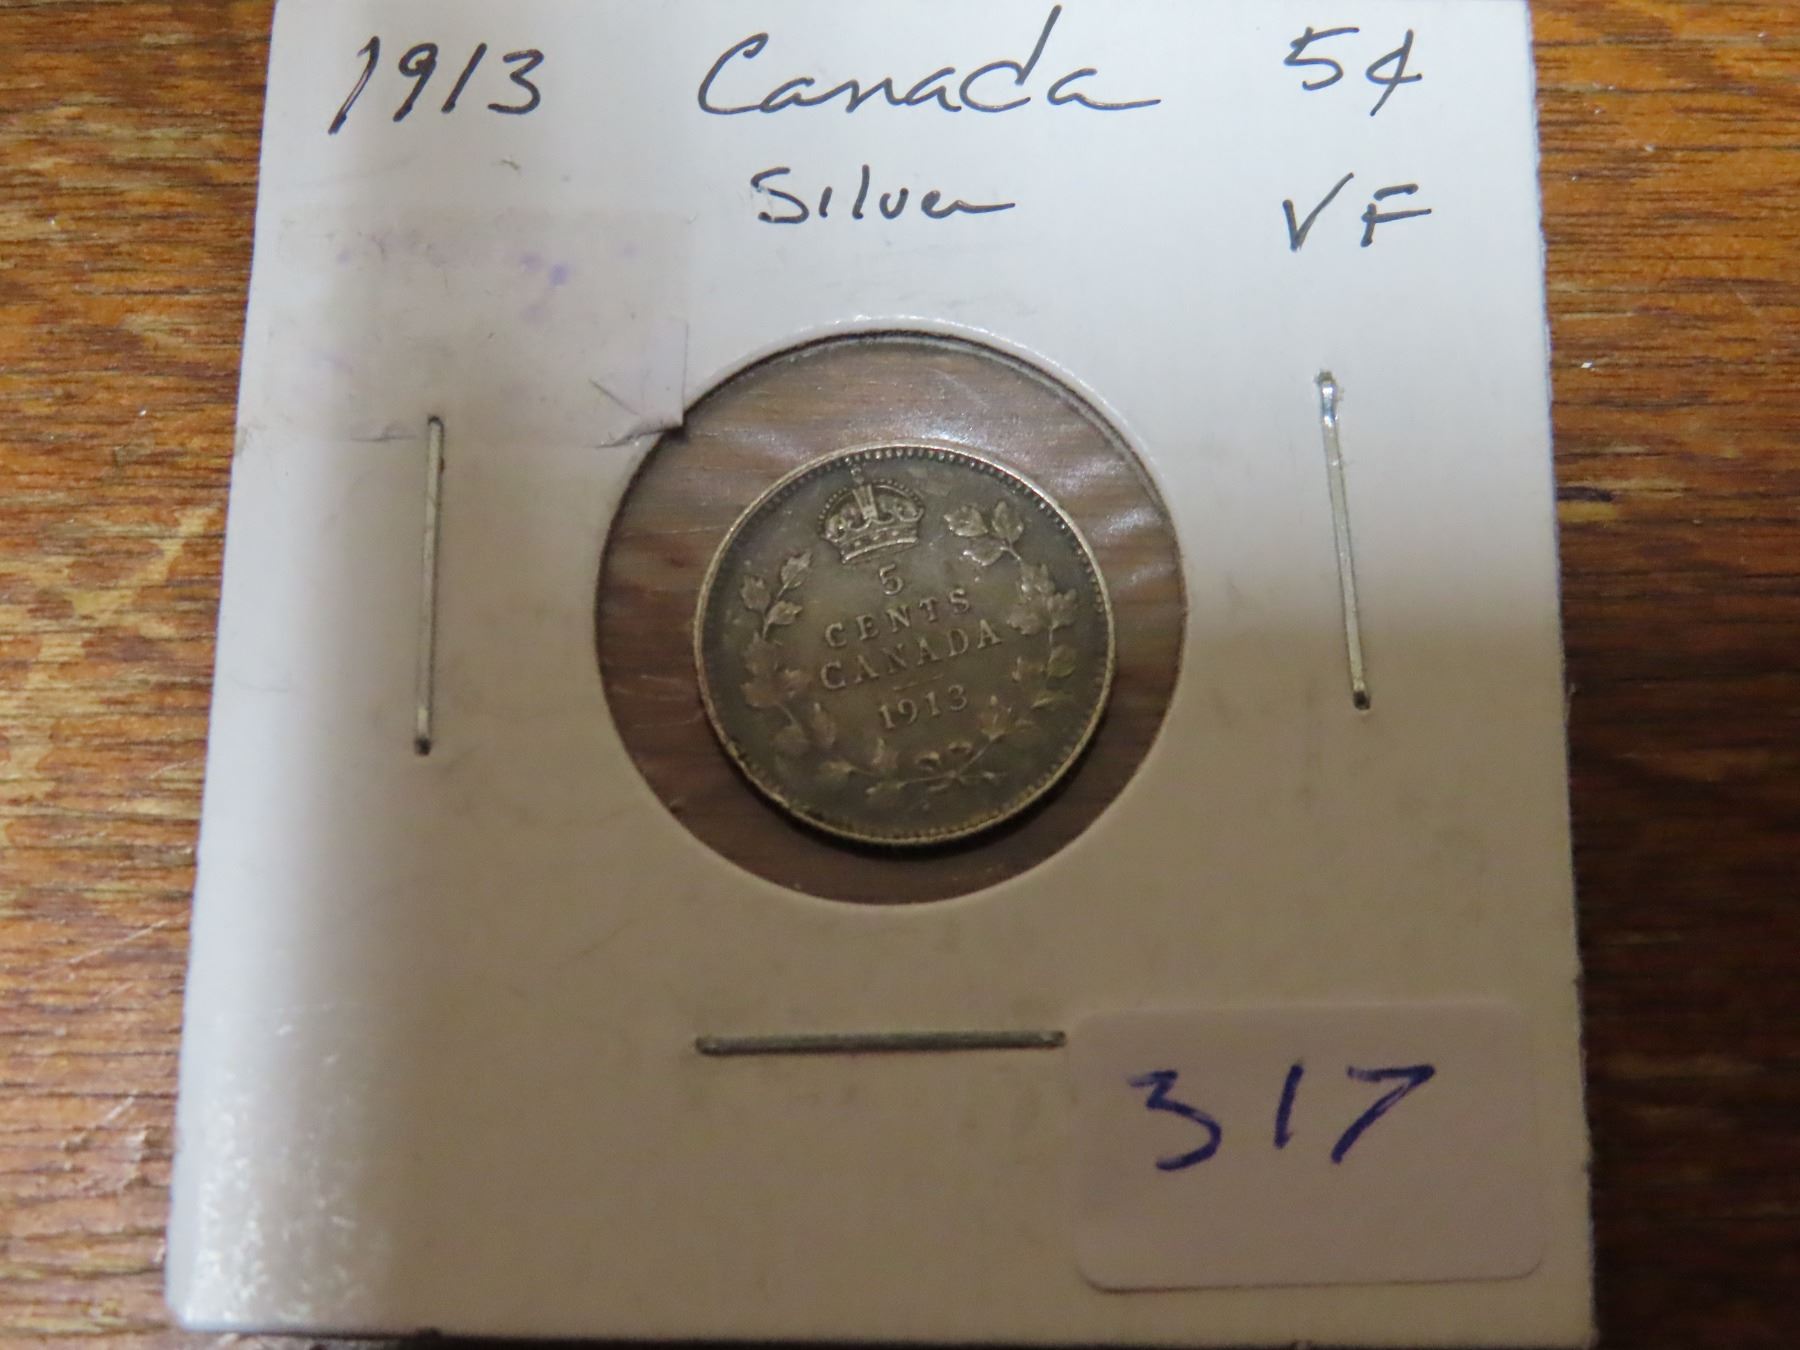 1913 Canada 5¢
Silver VF
5
CENTS
CANADA
1913
317